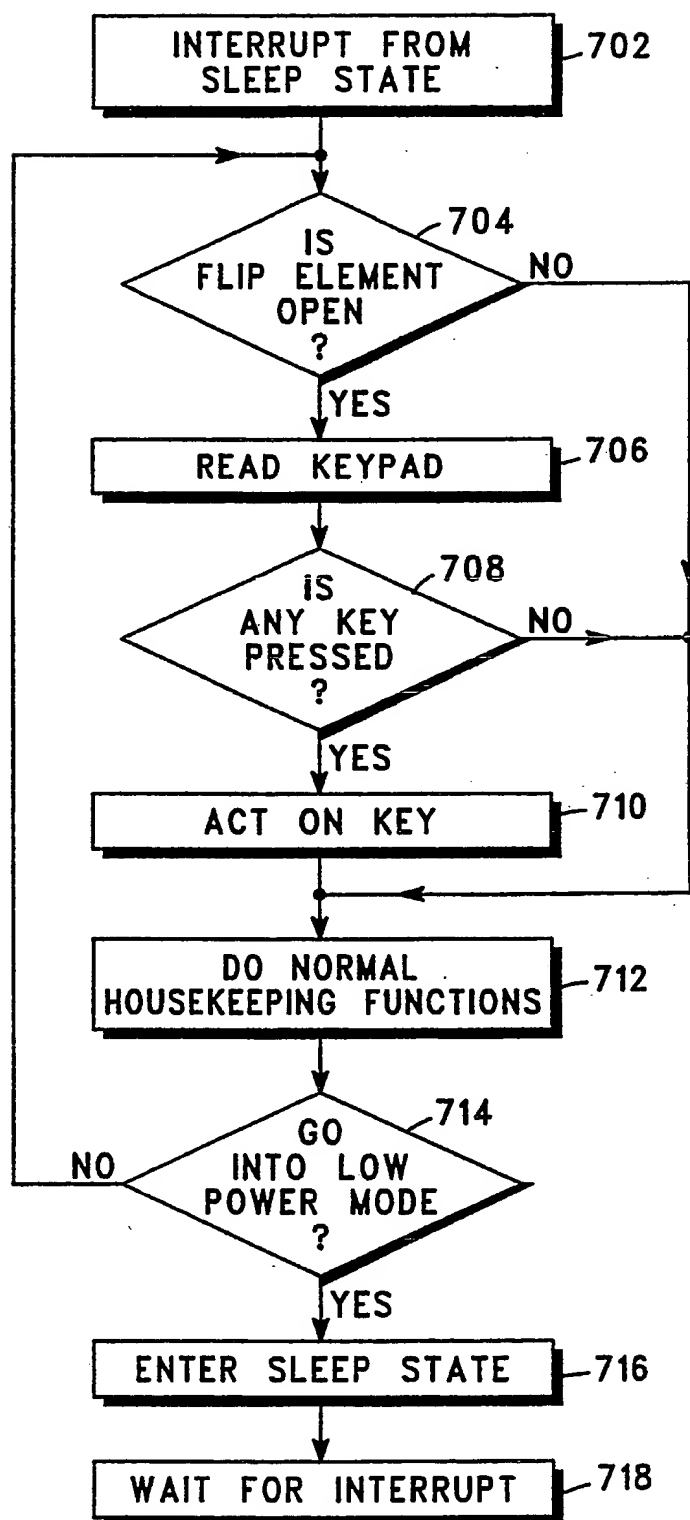 INTERRUPT FROM
SLEEP STATE
702
704
IS
FLIP ELEMENT
OPEN
?
NO
YES
READ KEYPAD
706
708
IS
ANY KEY
PRESSED
?
NO
YES
ACT ON KEY
710
DO NORMAL
HOUSEKEEPING FUNCTIONS
712
714
GO
INTO LOW
POWER MODE
?
NO
YES
ENTER SLEEP STATE
716
WAIT FOR INTERRUPT
718